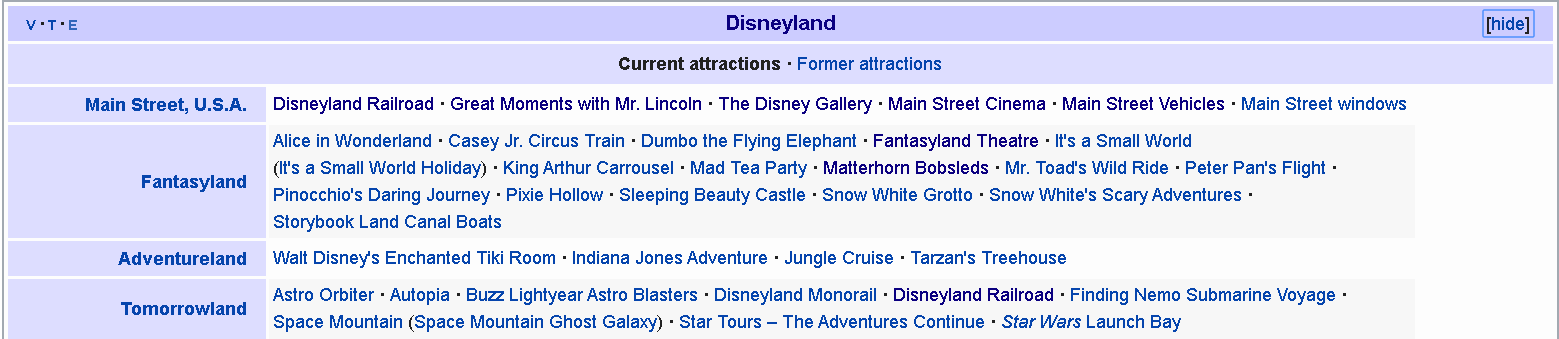 V · T · E Disneyland [hide]
Current attractions · Former attractions
Main Street, U.S.A. Disneyland Railroad · Great Moments with Mr. Lincoln · The Disney Gallery · Main Street Cinema · Main Street Vehicles · Main Street windows
Fantasyland
Alice in Wonderland · Casey Jr. Circus Train · Dumbo the Flying Elephant · Fantasyland Theatre · It's a Small World
(It's a Small World Holiday) · King Arthur Carrousel · Mad Tea Party · Matterhorn Bobsleds · Mr. Toad's Wild Ride · Peter Pan's Flight ·
Pinocchio's Daring Journey · Pixie Hollow · Sleeping Beauty Castle · Snow White Grotto · Snow White's Scary Adventures ·
Storybook Land Canal Boats
Adventureland Walt Disney's Enchanted Tiki Room · Indiana Jones Adventure · Jungle Cruise · Tarzan's Treehouse
Tomorrowland
Astro Orbiter · Autopia · Buzz Lightyear Astro Blasters · Disneyland Monorail · Disneyland Railroad · Finding Nemo Submarine Voyage ·
Space Mountain (Space Mountain Ghost Galaxy) · Star Tours – The Adventures Continue · Star Wars Launch Bay